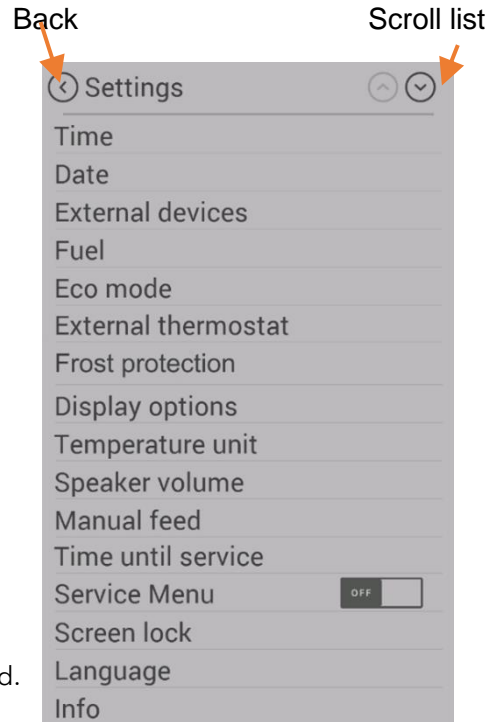 Back Scroll list
Settings
Time
Date
External devices
Fuel
Eco mode
External thermostat
Frost protection
Display options
Temperature unit
Speaker volume
Manual feed
Time until service
Service Menu OFF
Screen lock
d. Language
Info